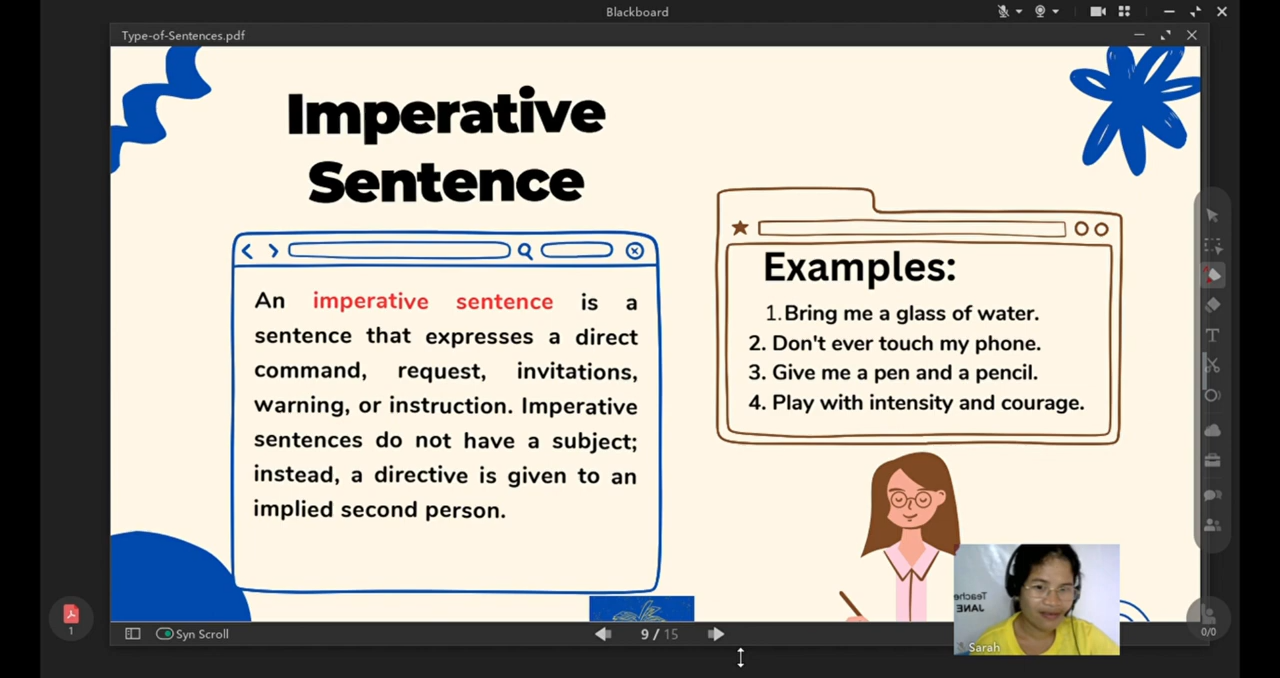 Blackboard
Type-of-Sentences.pdf
Imperative
Sentence
An imperative sentence is a
sentence that expresses a direct
command, request, invitations,
warning, or instruction. Imperative
sentences do not have a subject;
instead, a directive is given to an
implied second person.
Examples:
1.Bring me a glass of water.
2. Don't ever touch my phone.
3. Give me a pen and a pencil.
4. Play with intensity and courage.
Teache
JANE
Sarah
1
Syn Scroll
9 / 15
0/0